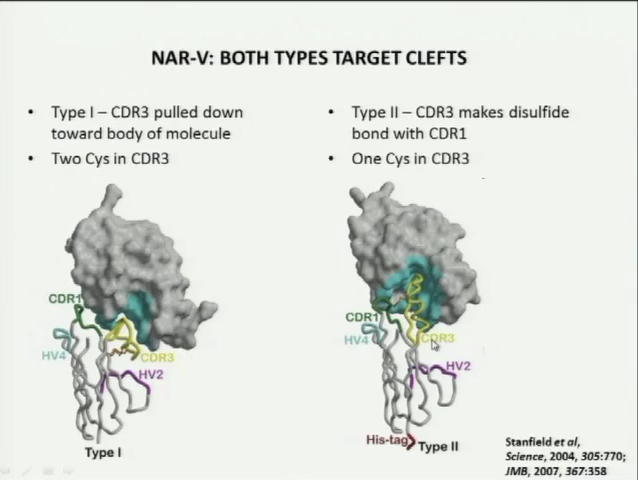 NAR-V: BOTH TYPES TARGET CLEFTS
• Type I – CDR3 pulled down
toward body of molecule
• Two Cys in CDR3
• Type II – CDR3 makes disulfide
bond with CDR1
• One Cys in CDR3
CDR1
HV4
CDR3
HV2
Type I
CDR1
HV4
CDR3
HV2
His-tag
Type II
Stanfield et al,
Science, 2004, 305:770;
JMB, 2007, 367:358